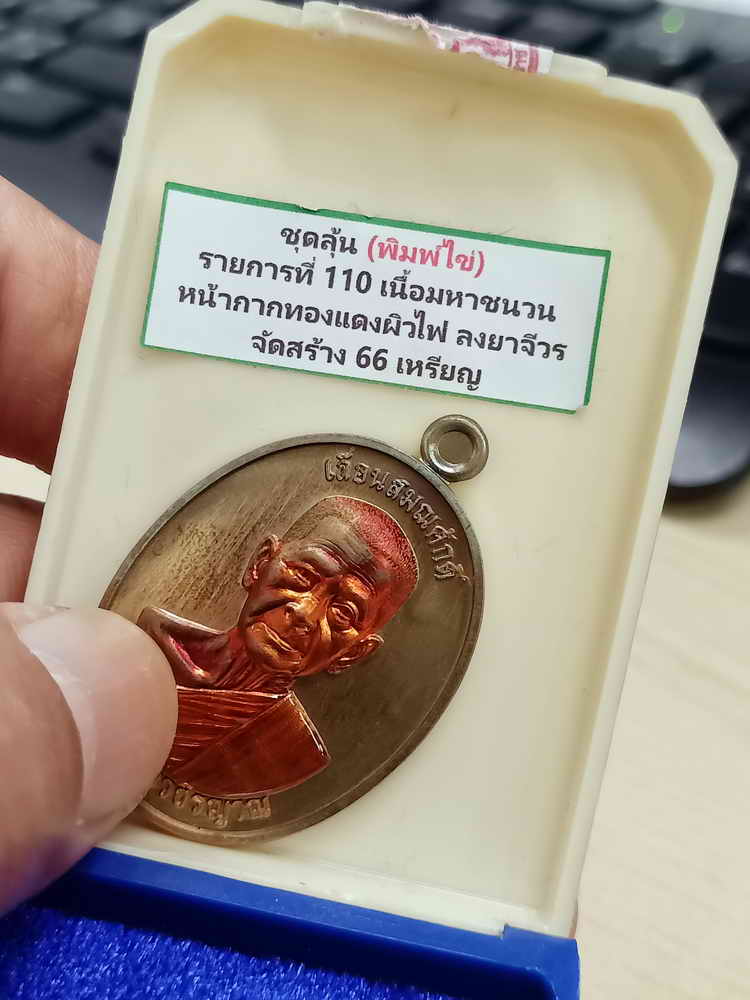 ชุดลุ้น (พิมพ์ไข่)
รายการที่ 110 เนื้อมหาชนวน
หน้ากากทองแดงผิวไฟ ลงยาจีวร
จัดสร้าง 66 เหรียญ
เลื่อนสมณศักดิ์